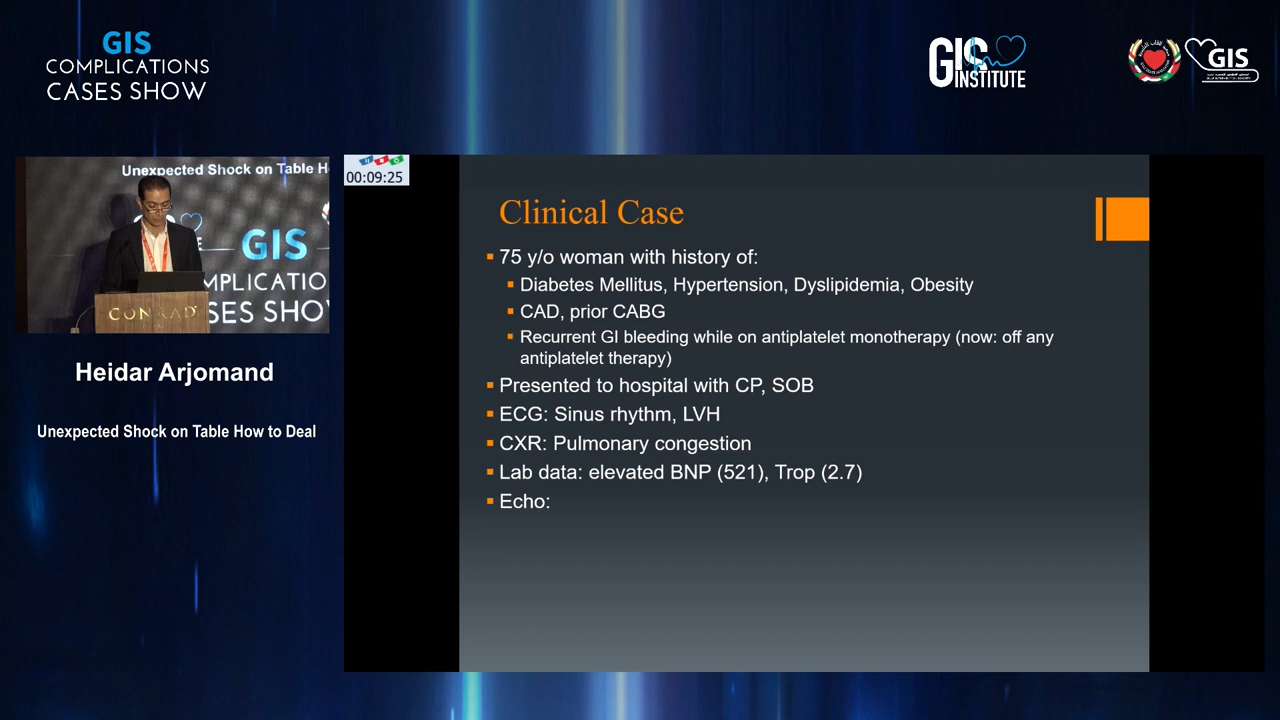 GIS
COMPLICATIONS
CASES SHOW
GIS
INSTITUTE
GIS
00:09:25
Unexpected Shock on Table H
GIS
MPLICATI
SES SHO
CONRAD
Heidar Arjomand
Unexpected Shock on Table How to Deal
Clinical Case
75 y/o woman with history of:
Diabetes Mellitus, Hypertension, Dyslipidemia, Obesity
CAD, prior CABG
Recurrent GI bleeding while on antiplatelet monotherapy (now: off any
antiplatelet therapy)
Presented to hospital with CP, SOB
ECG: Sinus rhythm, LVH
CXR: Pulmonary congestion
Lab data: elevated BNP (521), Trop (2.7)
Echo: